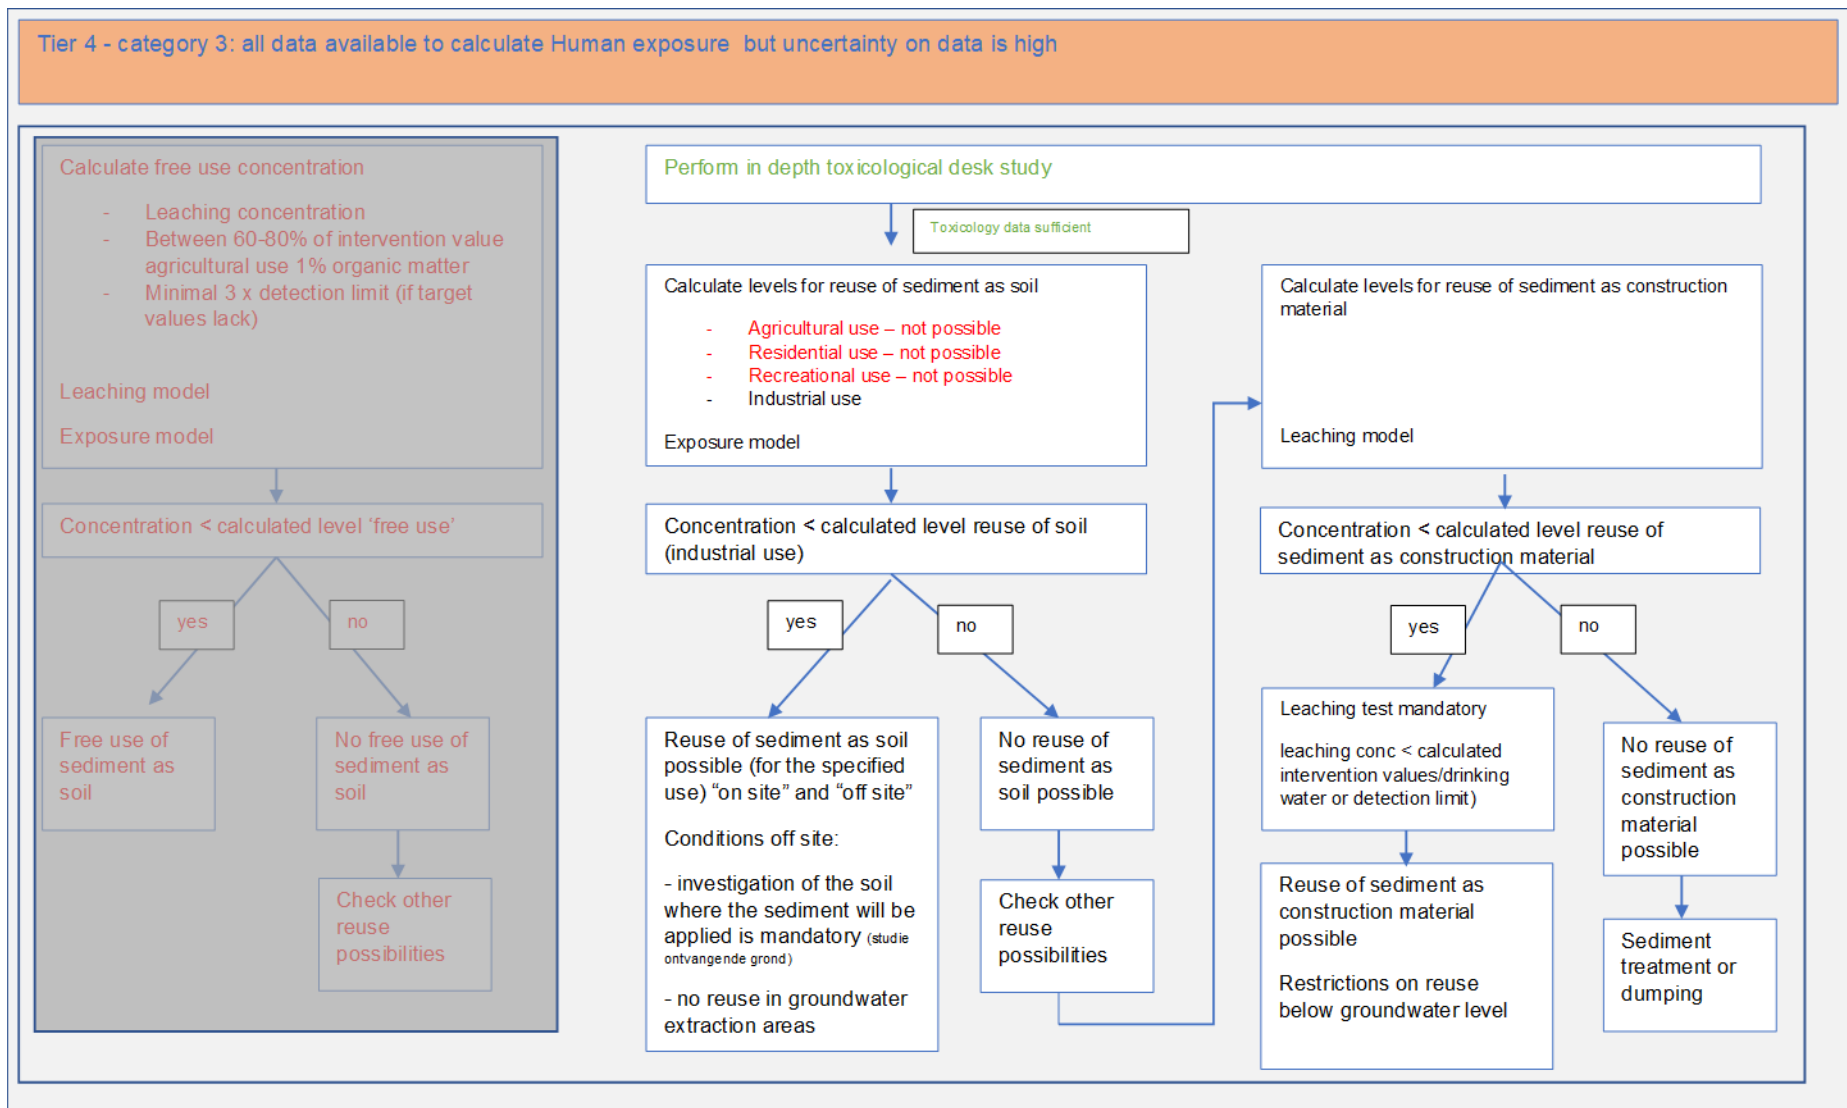 Tier 4 - category 3: all data available to calculate Human exposure  but uncertainty on data is high
Calculate free use concentration
- Leaching concentration
- Between 60-80% of intervention value
agricultural use 1% organic matter
- Minimal 3 x detection limit (if target
values lack)
Leaching model
Exposure model
Concentration < calculated level ‘free use’
yes
no
Free use of
sediment as
soil
No free use of
sediment as
soil
Check other
reuse
possibilities
Perform in depth toxicological desk study
Toxicology data sufficient
Calculate levels for reuse of sediment as soil
- Agricultural use – not possible
- Residential use – not possible
- Recreational use – not possible
- Industrial use
Exposure model
Concentration < calculated level reuse of soil
(industrial use)
yes
no
Reuse of sediment as soil
possible (for the specified
use) “on site” and “off site”
Conditions off site:
- investigation of the soil
where the sediment will be
applied is mandatory (studie
ontvangende grond)
- no reuse in groundwater
extraction areas
No reuse of
sediment as
soil possible
Check other
reuse
possibilities
Calculate levels for reuse of sediment as construction
material
Leaching model
Concentration < calculated level reuse of
sediment as construction material
yes
no
Leaching test mandatory
leaching conc < calculated
intervention values/drinking
water or detection limit)
Reuse of sediment as
construction material
possible
Restrictions on reuse
below groundwater level
No reuse of
sediment as
construction
material
possible
Sediment
treatment or
dumping